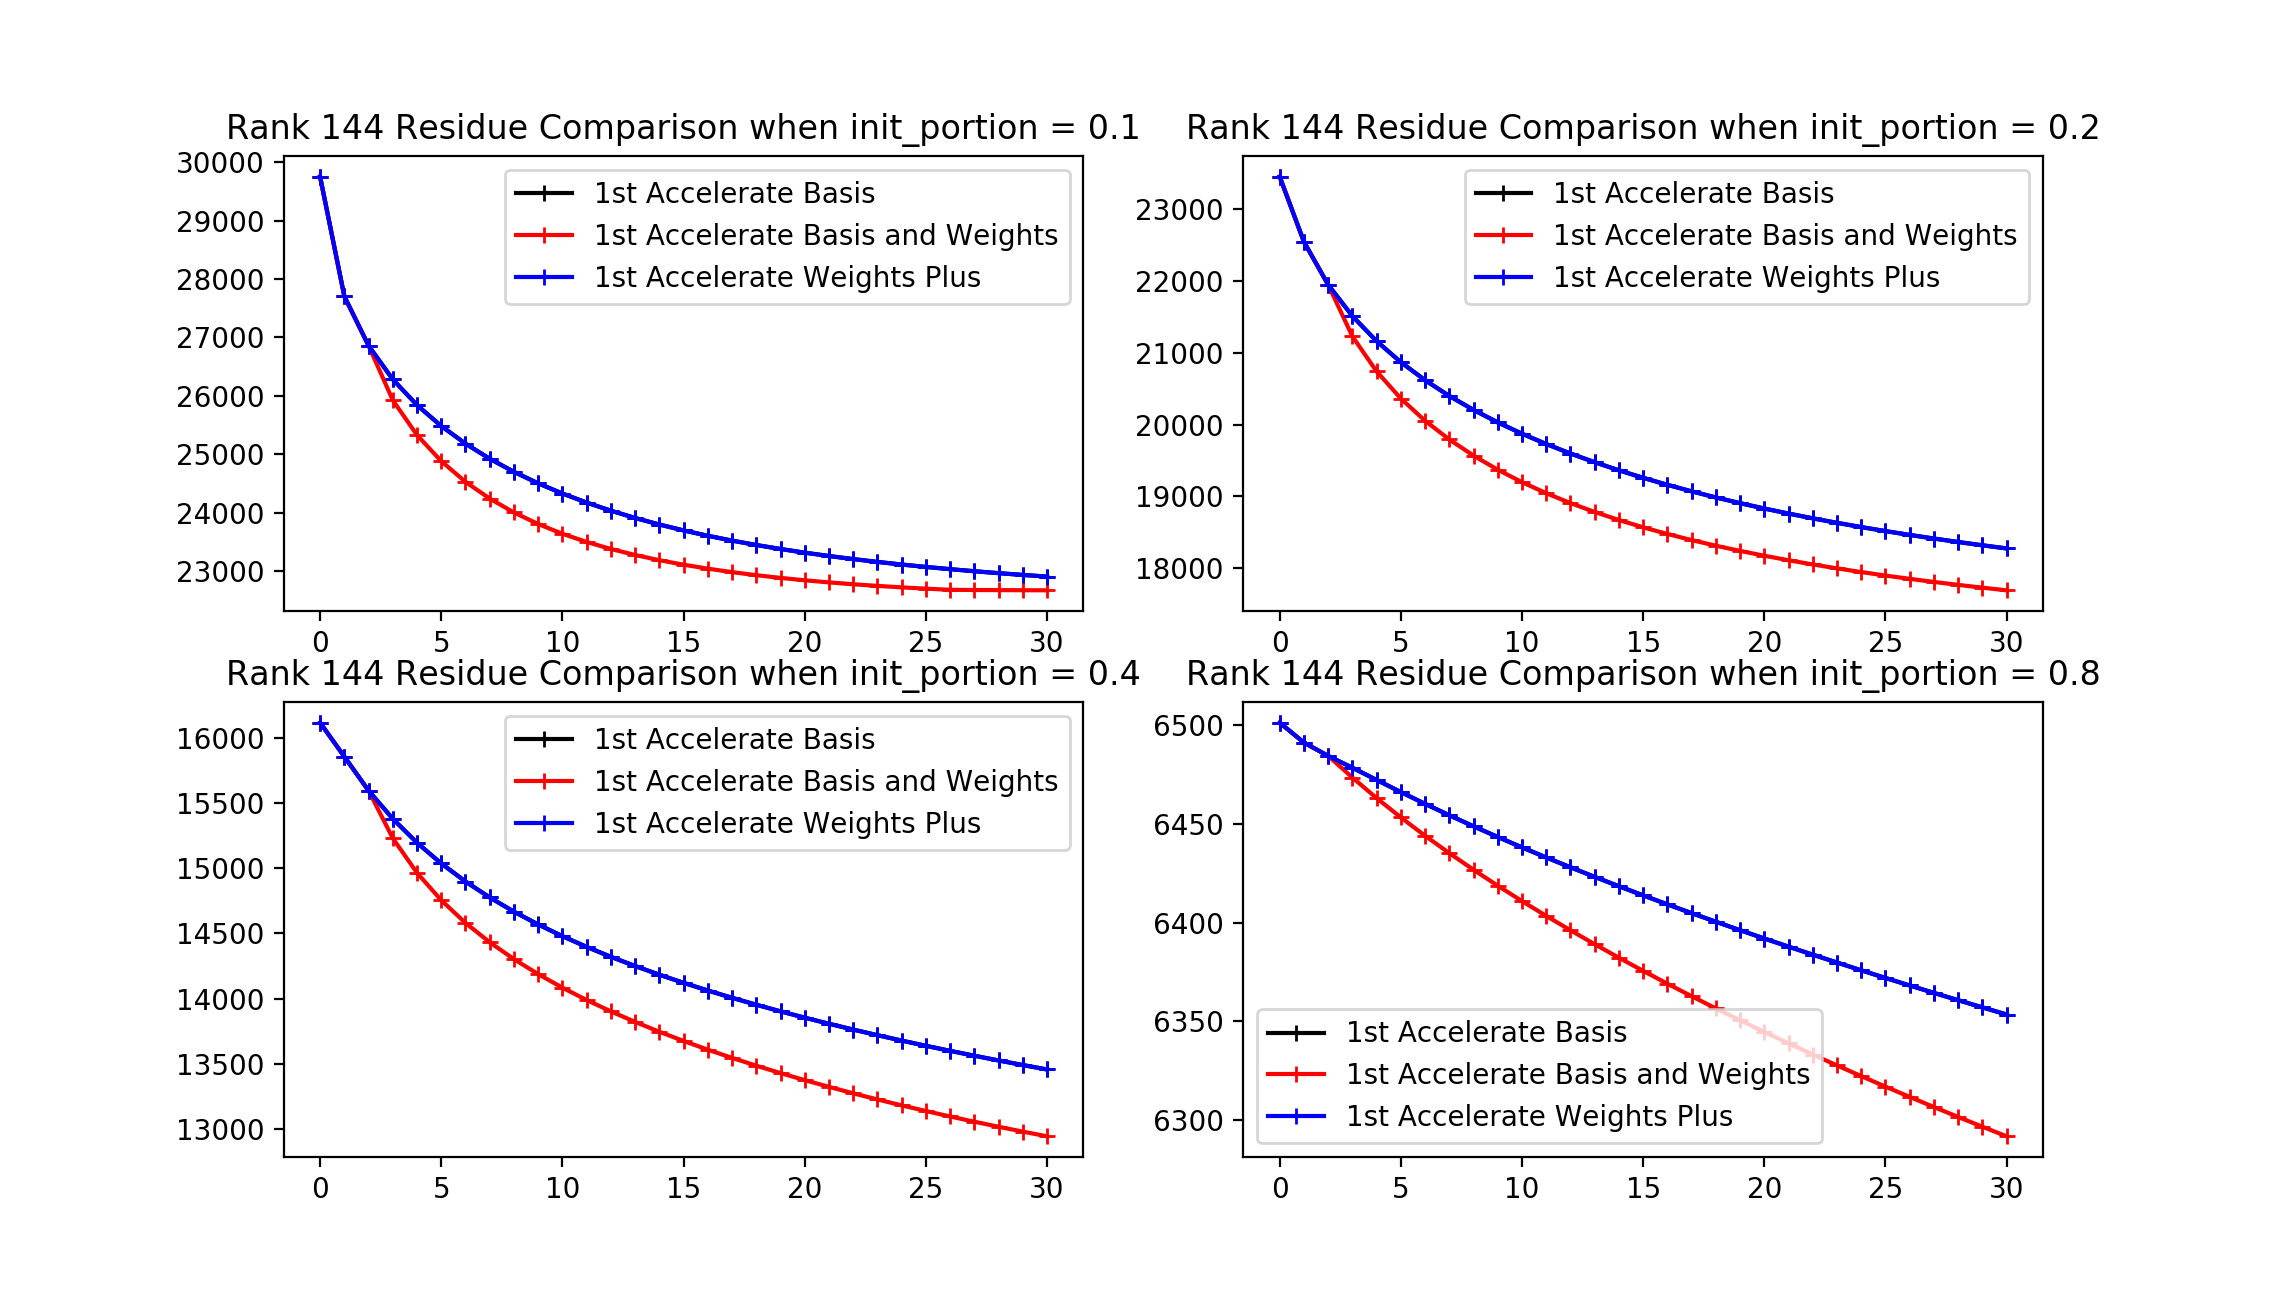 Rank 144 Residue Comparison when init_portion = 0.1
30000
29000
28000
27000
26000
25000
24000
23000
1st Accelerate Basis
1st Accelerate Basis and Weights
1st Accelerate Weights Plus
0 5 10 15 20 25 30
Rank 144 Residue Comparison when init_portion = 0.2
23000
22000
21000
20000
19000
18000
1st Accelerate Basis
1st Accelerate Basis and Weights
1st Accelerate Weights Plus
0 5 10 15 20 25 30
Rank 144 Residue Comparison when init_portion = 0.4
16000
15500
15000
14500
14000
13500
13000
1st Accelerate Basis
1st Accelerate Basis and Weights
1st Accelerate Weights Plus
0 5 10 15 20 25 30
Rank 144 Residue Comparison when init_portion = 0.8
6500
6450
6400
6350
6300
1st Accelerate Basis
1st Accelerate Basis and Weights
1st Accelerate Weights Plus
0 5 10 15 20 25 30